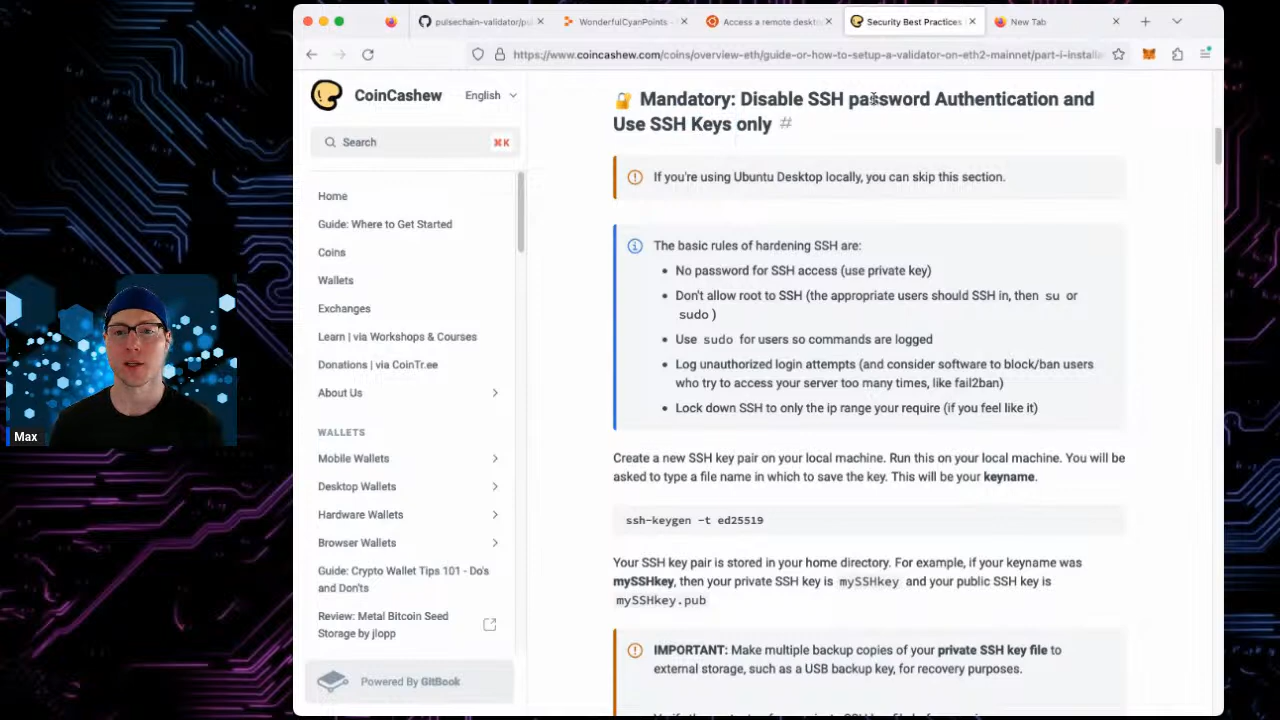 pulsechain-validator/pu
WonderfulCyanPoints -
Access a remote deskto
Security Best Practices
New Tab
https://www.coincashew.com/coins/overview-eth/guide-or-how-to-setup-a-validator-on-eth2-mainnet/part-i-installa
CoinCashew
English
Search
⌘K
Home
Guide: Where to Get Started
Coins
Wallets
Exchanges
Learn | via Workshops & Courses
Donations | via CoinTr.ee
About Us
WALLETS
Mobile Wallets
Desktop Wallets
Hardware Wallets
Browser Wallets
Guide: Crypto Wallet Tips 101 - Do's
and Don'ts
Review: Metal Bitcoin Seed
Storage by jlopp
Powered By GitBook
Mandatory: Disable SSH password Authentication and
Use SSH Keys only #
If you're using Ubuntu Desktop locally, you can skip this section.
The basic rules of hardening SSH are:
• No password for SSH access (use private key)
• Don't allow root to SSH (the appropriate users should SSH in, then su or
sudo )
• Use sudo for users so commands are logged
• Log unauthorized login attempts (and consider software to block/ban users
who try to access your server too many times, like fail2ban)
• Lock down SSH to only the ip range your require (if you feel like it)
Create a new SSH key pair on your local machine. Run this on your local machine. You will be
asked to type a file name in which to save the key. This will be your keyname.
ssh-keygen -t ed25519
Your SSH key pair is stored in your home directory. For example, if your keyname was
mySSHkey, then your private SSH key is mySSHkey and your public SSH key is
mySSHkey.pub
IMPORTANT: Make multiple backup copies of your private SSH key file to
external storage, such as a USB backup key, for recovery purposes.
Max